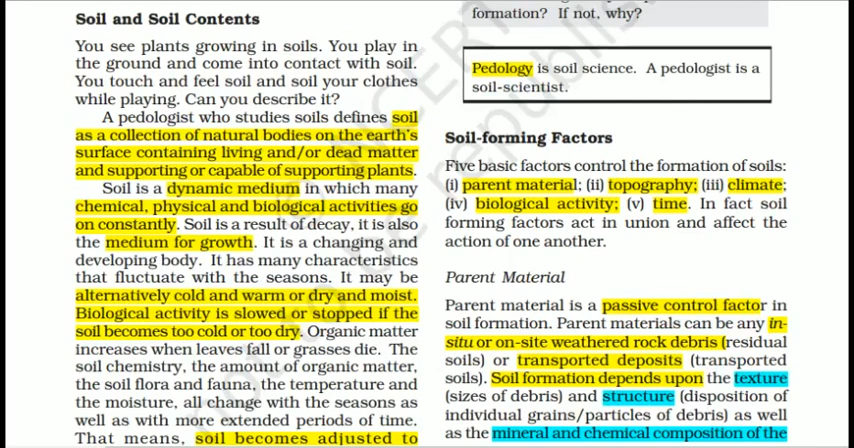 Soil and Soil Contents
You see plants growing in soils. You play in
the ground and come into contact with soil.
You touch and feel soil and soil your clothes
while playing. Can you describe it?
A pedologist who studies soils defines soil
as a collection of natural bodies on the earth's
surface containing living and/or dead matter
and supporting or capable of supporting plants.
Soil is a dynamic medium in which many
chemical, physical and biological activities go
on constantly. Soil is a result of decay, it is also
the medium for growth. It is a changing and
developing body. It has many characteristics
that fluctuate with the seasons. It may be
alternatively cold and warm or dry and moist.
Biological activity is slowed or stopped if the
soil becomes too cold or too dry. Organic matter
increases when leaves fall or grasses die. The
soil chemistry, the amount of organic matter,
the soil flora and fauna, the temperature and
the moisture, all change with the seasons as
well as with more extended periods of time.
That means, soil becomes adjusted to
formation? If not, why?
Pedology is soil science. A pedologist is a
soil-scientist.
Soil-forming Factors
Five basic factors control the formation of soils:
(i) parent material; (ii) topography; (iii) climate;
(iv) biological activity; (v) time. In fact soil
forming factors act in union and affect the
action of one another.
Parent Material
Parent material is a passive control factor in
soil formation. Parent materials can be any in-
situ or on-site weathered rock debris (residual
soils) or transported deposits (transported
soils). Soil formation depends upon the texture
(sizes of debris) and structure (disposition of
individual grains/particles of debris) as well
as the mineral and chemical composition of the